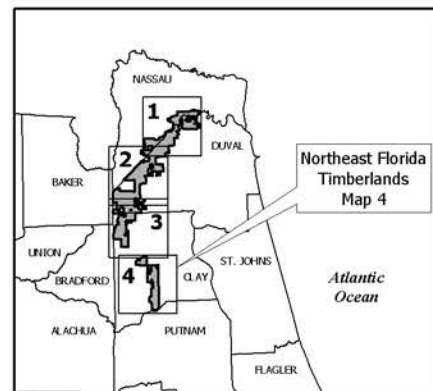 NASSAU
1
DUVAL
2
BAKER
Northeast Florida
Timberlands
Map 4
3
UNION
ST. JOHNS
4
CLAY
BRADFORD
Atlantic
Ocean
ALACHUA
PUTNAM
FLAGLER